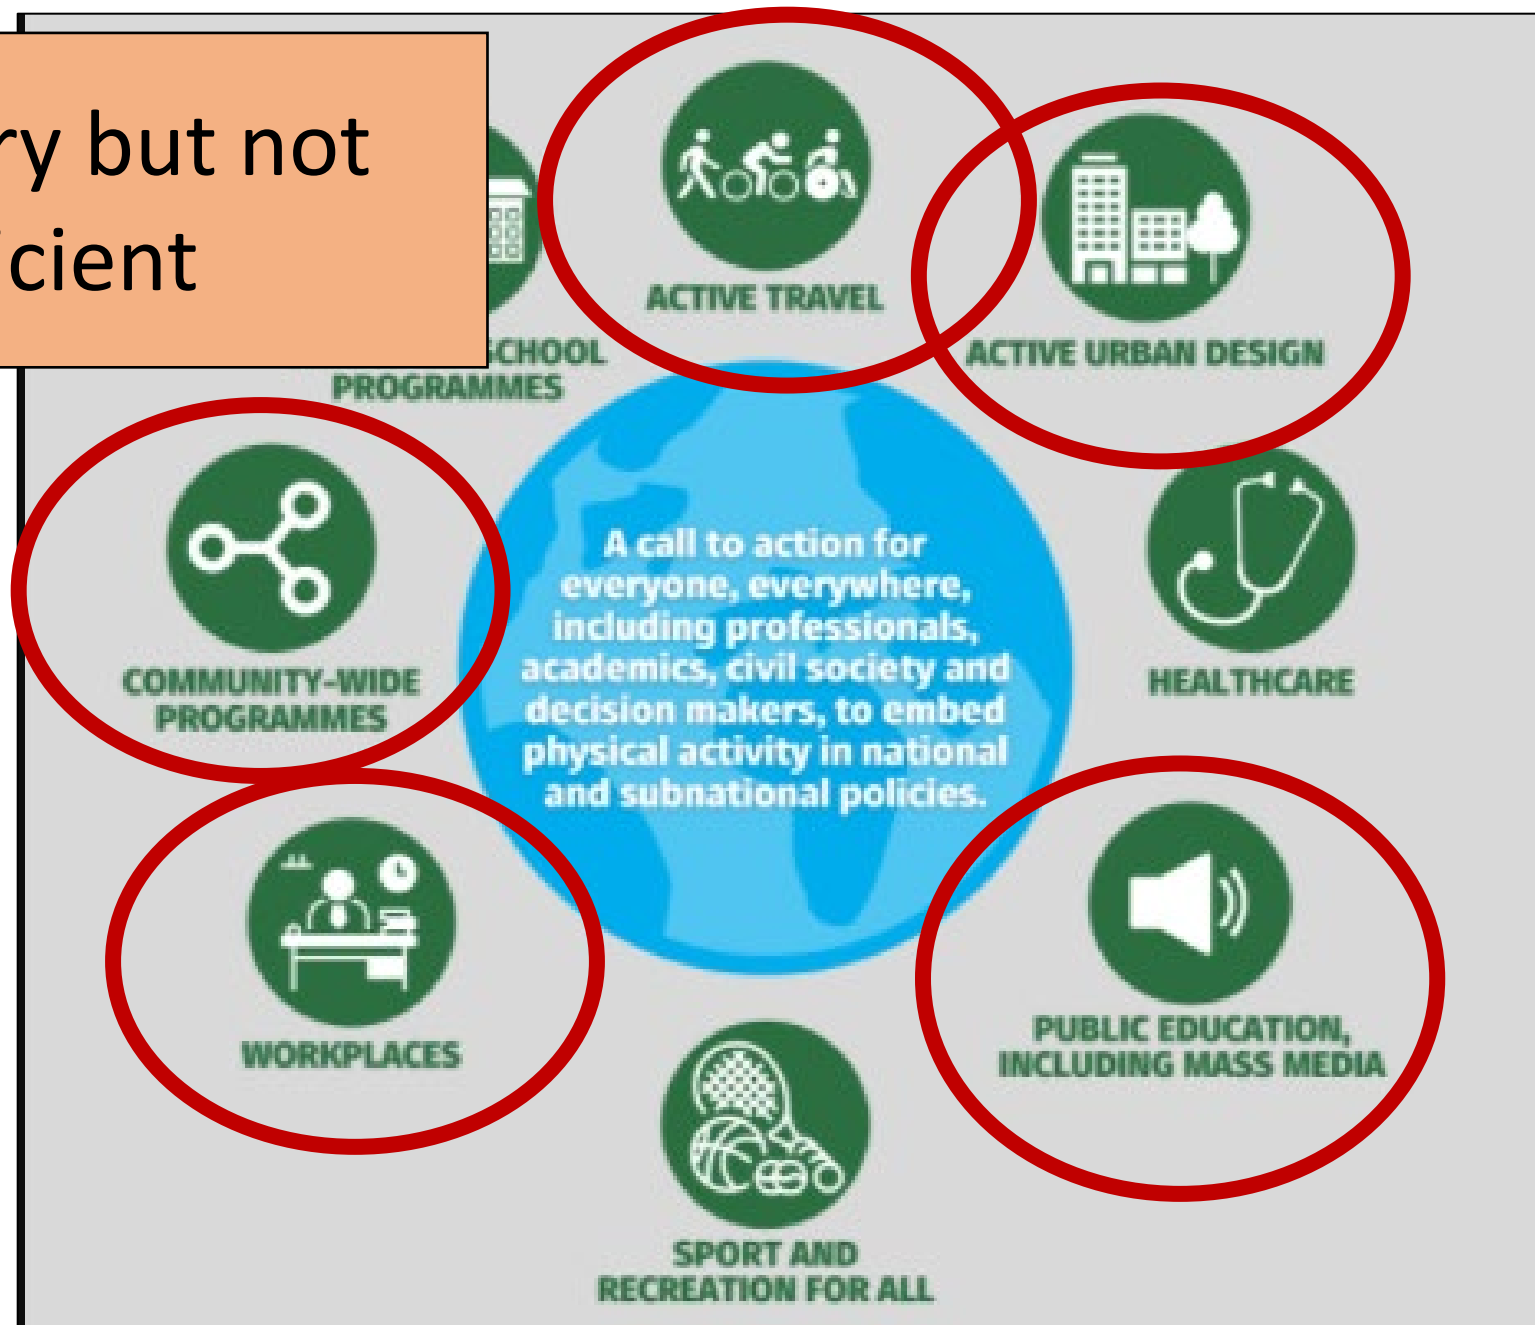 ry but not
icient
ACTIVE TRAVEL
ACTIVE URBAN DESIGN
SCHOOL
PROGRAMMES
COMMUNITY-WIDE
PROGRAMMES
HEALTHCARE
A call to action for
everyone, everywhere,
including professionals,
academics, civil society and
decision makers, to embed
physical activity in national
and subnational policies.
WORKPLACES
PUBLIC EDUCATION,
INCLUDING MASS MEDIA
SPORT AND
RECREATION FOR ALL